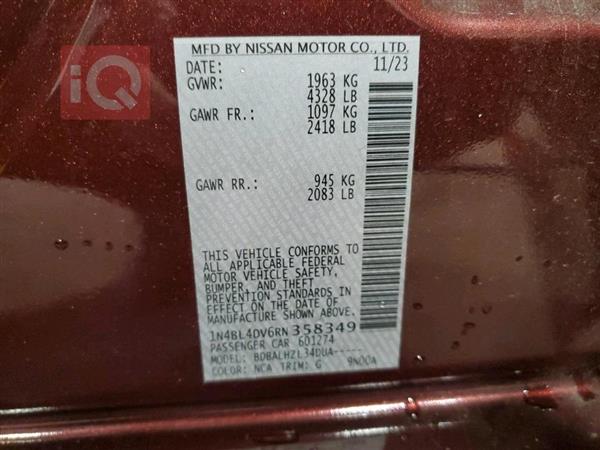 iQ
MFD BY NISSAN MOTOR CO., LTD.
DATE: 11/23
GVWR: 1963 KG
4328 LB
GAWR FR.: 1097 KG
2418 LB
GAWR RR.: 945 KG
2083 LB
THIS VEHICLE CONFORMS TO
ALL APPLICABLE FEDERAL
MOTOR VEHICLE SAFETY,
BUMPER, AND THEFT
PREVENTION STANDARDS IN
EFFECT ON THE DATE OF
MANUFACTURE SHOWN ABOVE.
1N4BL4DV6RN358349
PASSENGER CAR 6D1274
MODEL: BDBALHZL34DUA-----
COLOR: NCA TRIM: G 9N00A